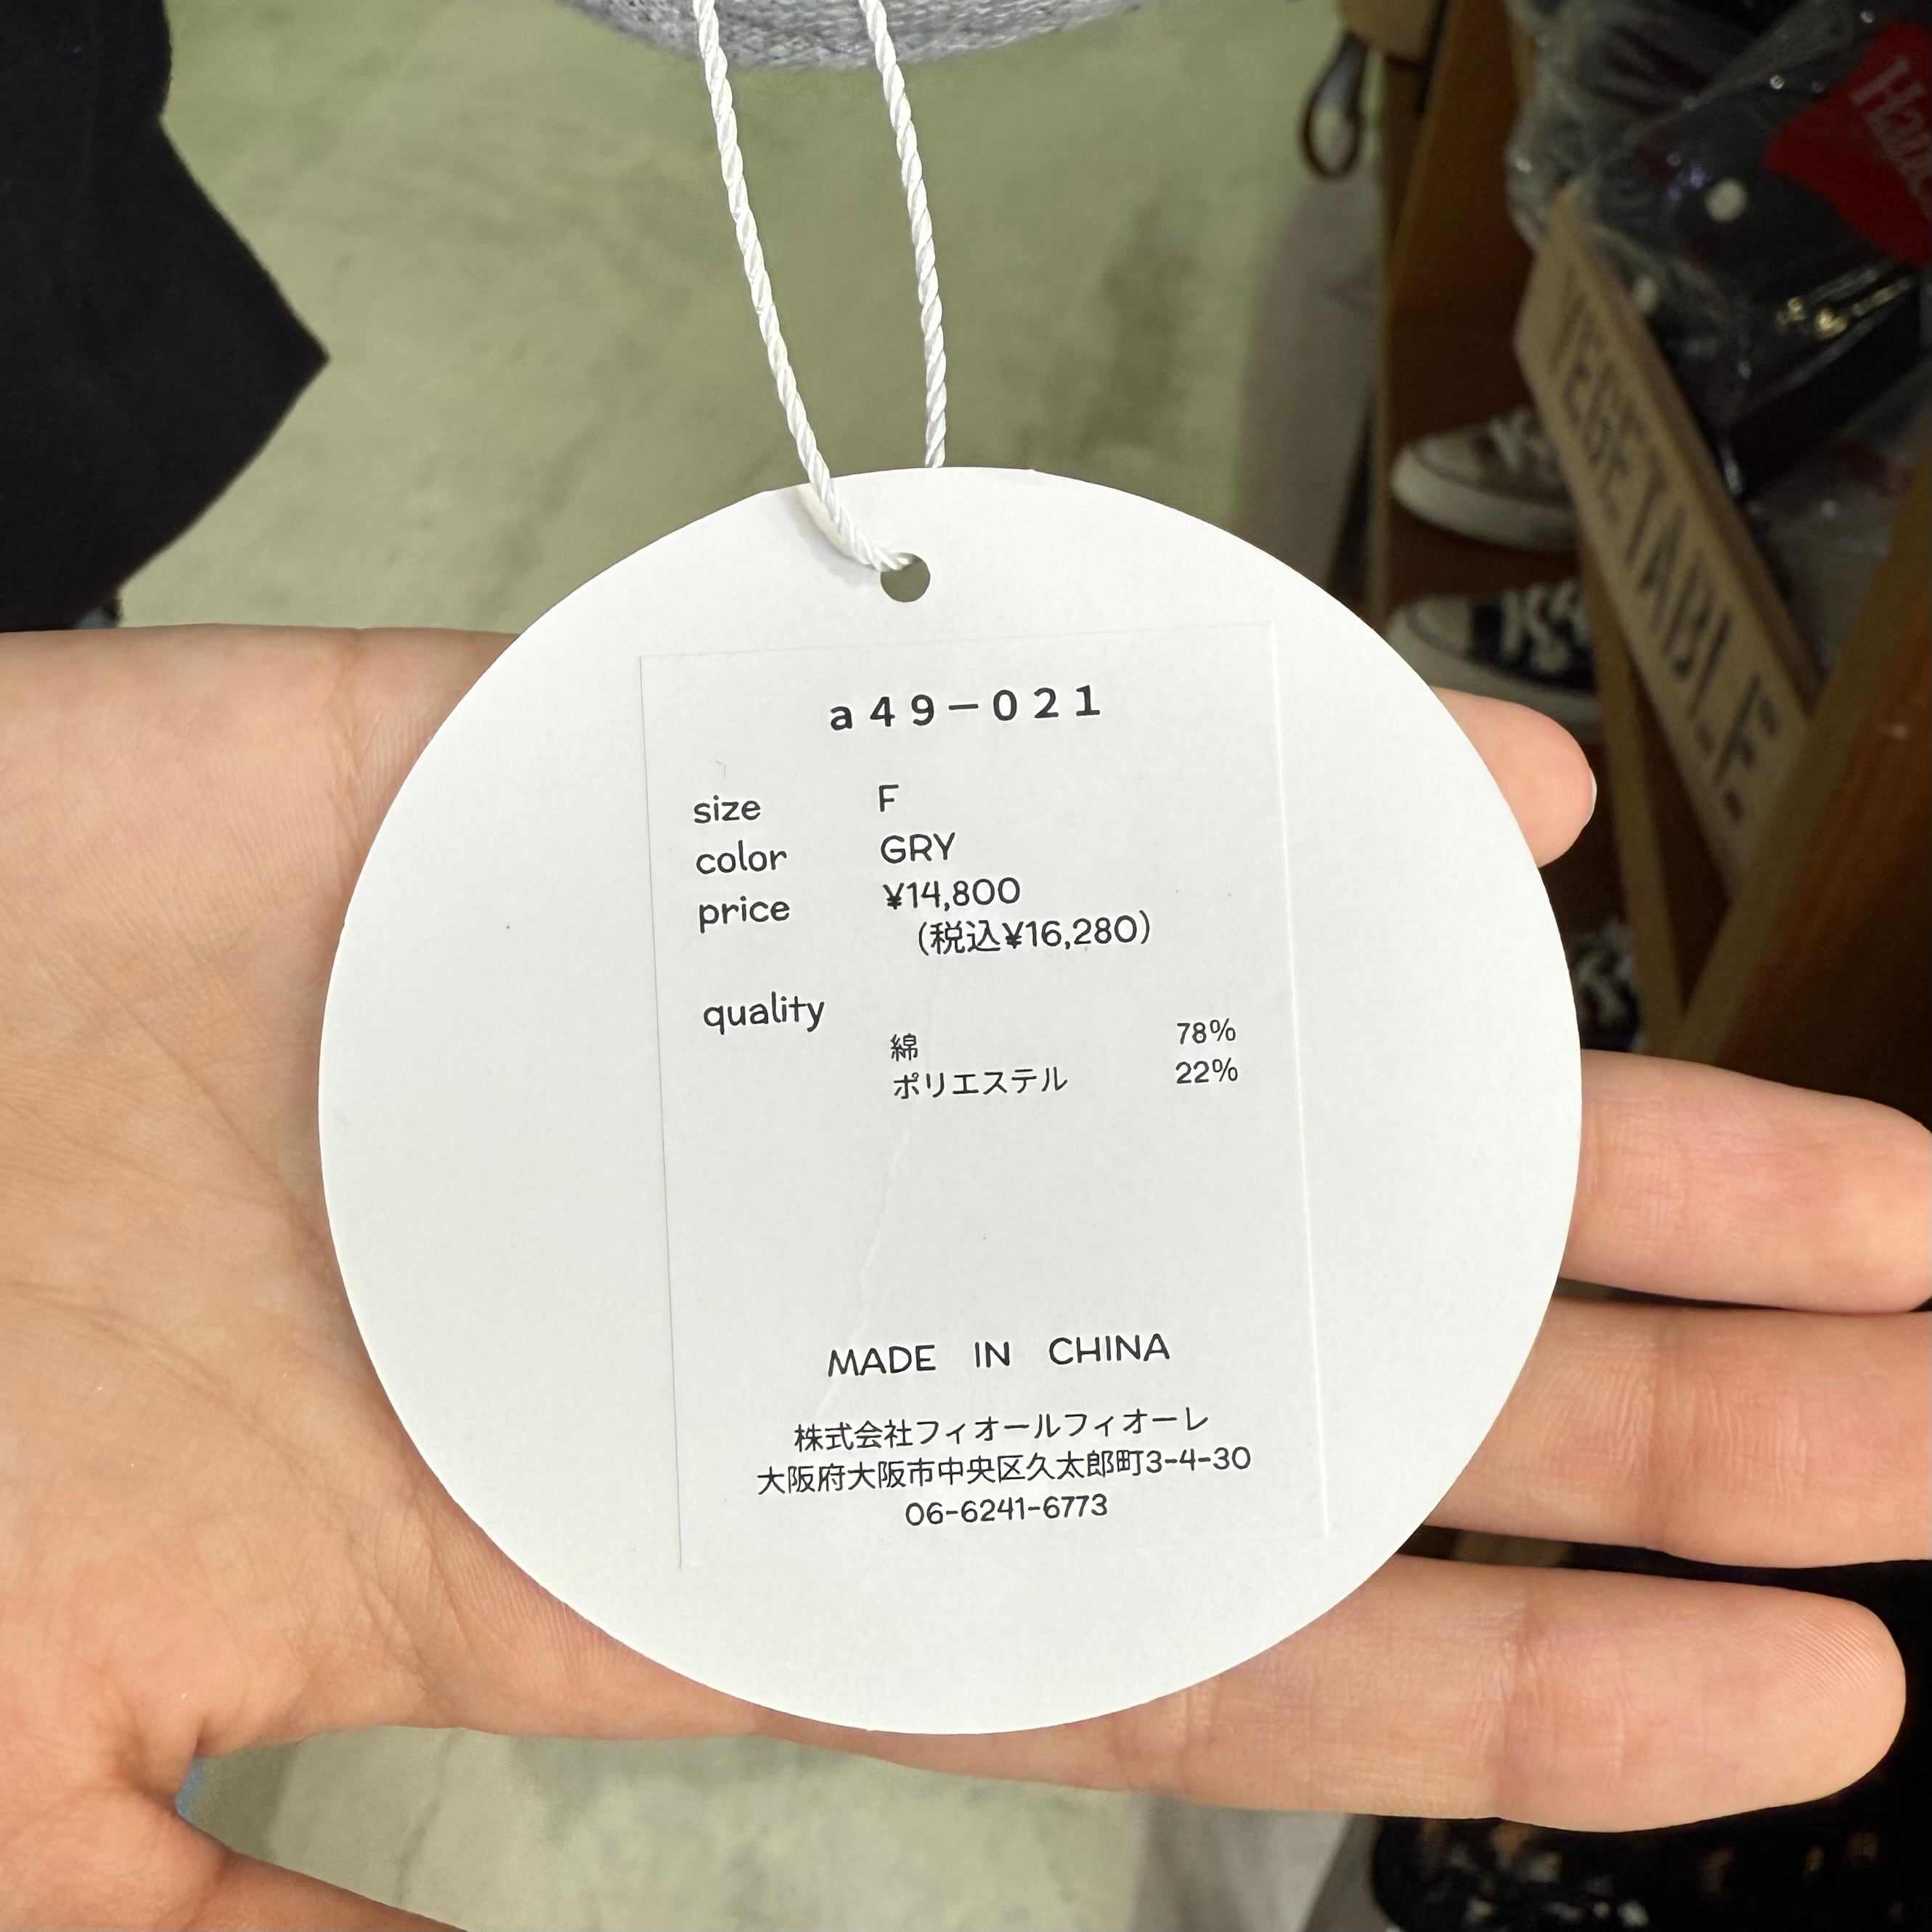 a49-021
size F
color GRY
price ¥14,800
(税込¥16,280)
quality
綿 78%
ポリエステル 22%
MADE IN CHINA
株式会社フィオールフィオーレ
大阪府大阪市中央区久太郎町3-4-30
06-6241-6773
VEGETABLE